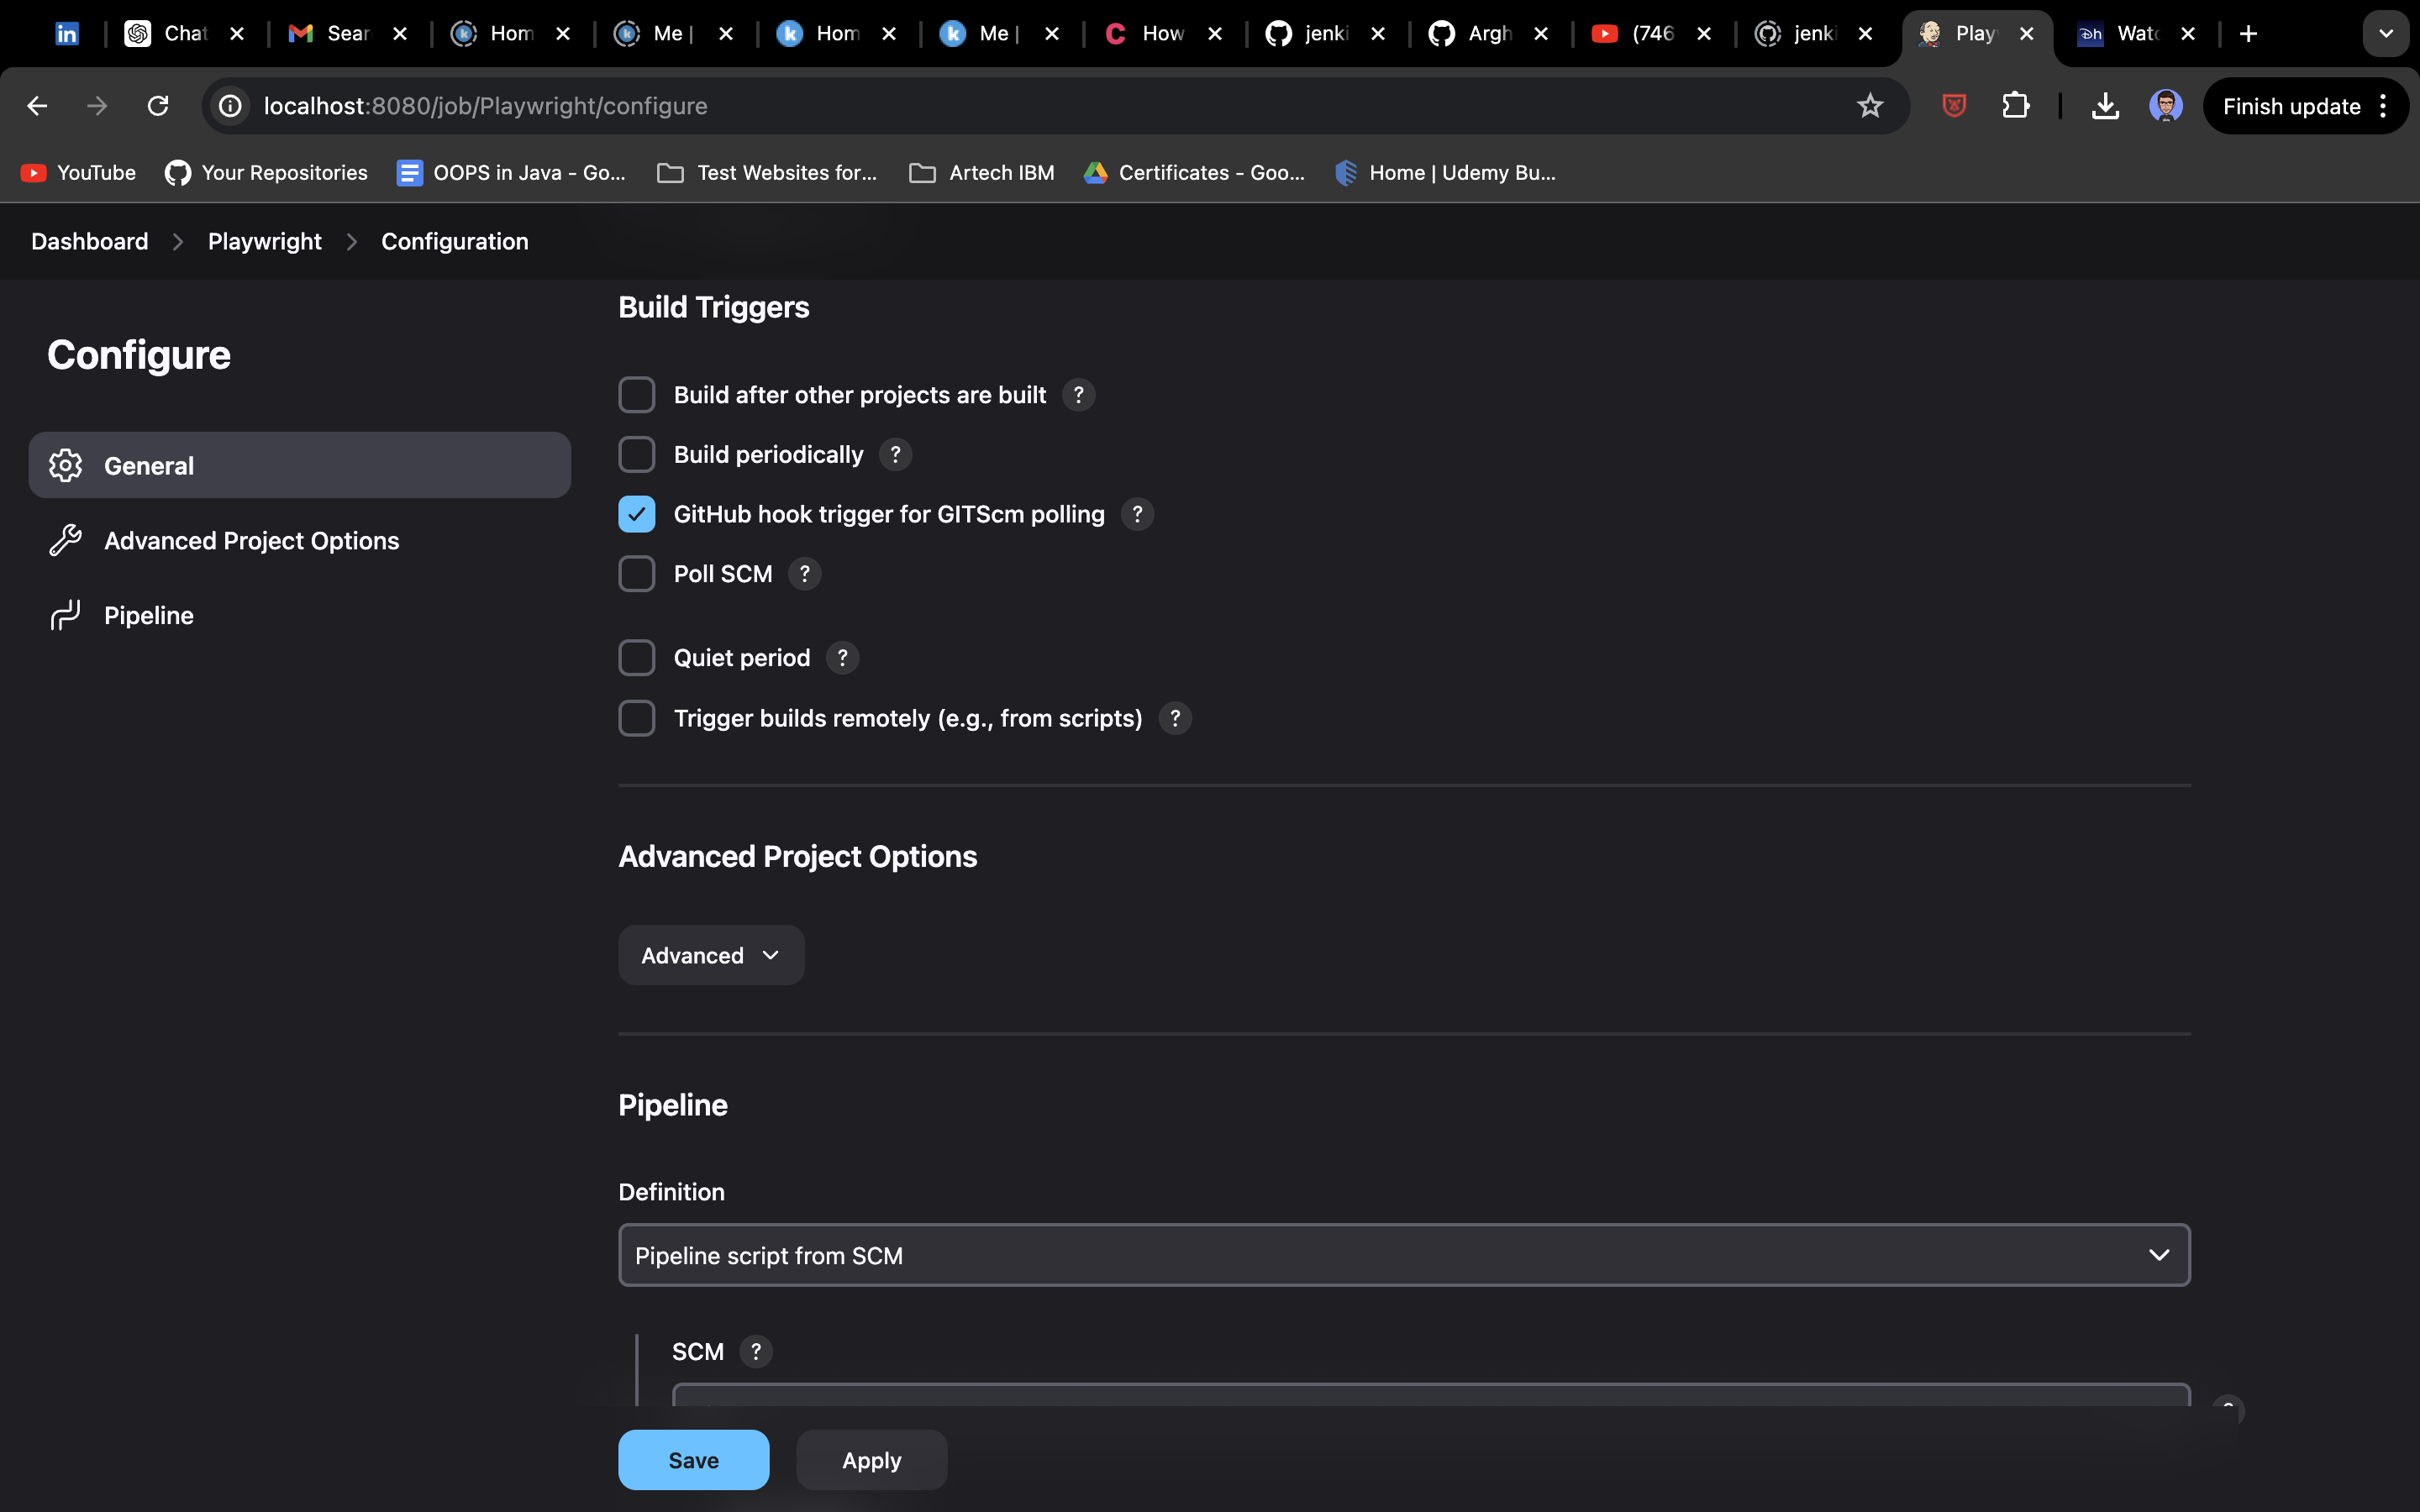 Chat
Sear
Hom
Me |
Hom
Me |
How
jenki
Argh
(746
jenki
Play
Wato
localhost:8080/job/Playwright/configure
Finish update
YouTube
Your Repositories
OOPS in Java - Go...
Test Websites for...
Artech IBM
Certificates - Goo...
Home | Udemy Bu...
Dashboard > Playwright > Configuration
Configure
General
Advanced Project Options
Pipeline
Build Triggers
Build after other projects are built ?
Build periodically ?
GitHub hook trigger for GITScm polling ?
Poll SCM ?
Quiet period ?
Trigger builds remotely (e.g., from scripts) ?
Advanced Project Options
Advanced
Pipeline
Definition
Pipeline script from SCM
SCM ?
Save
Apply